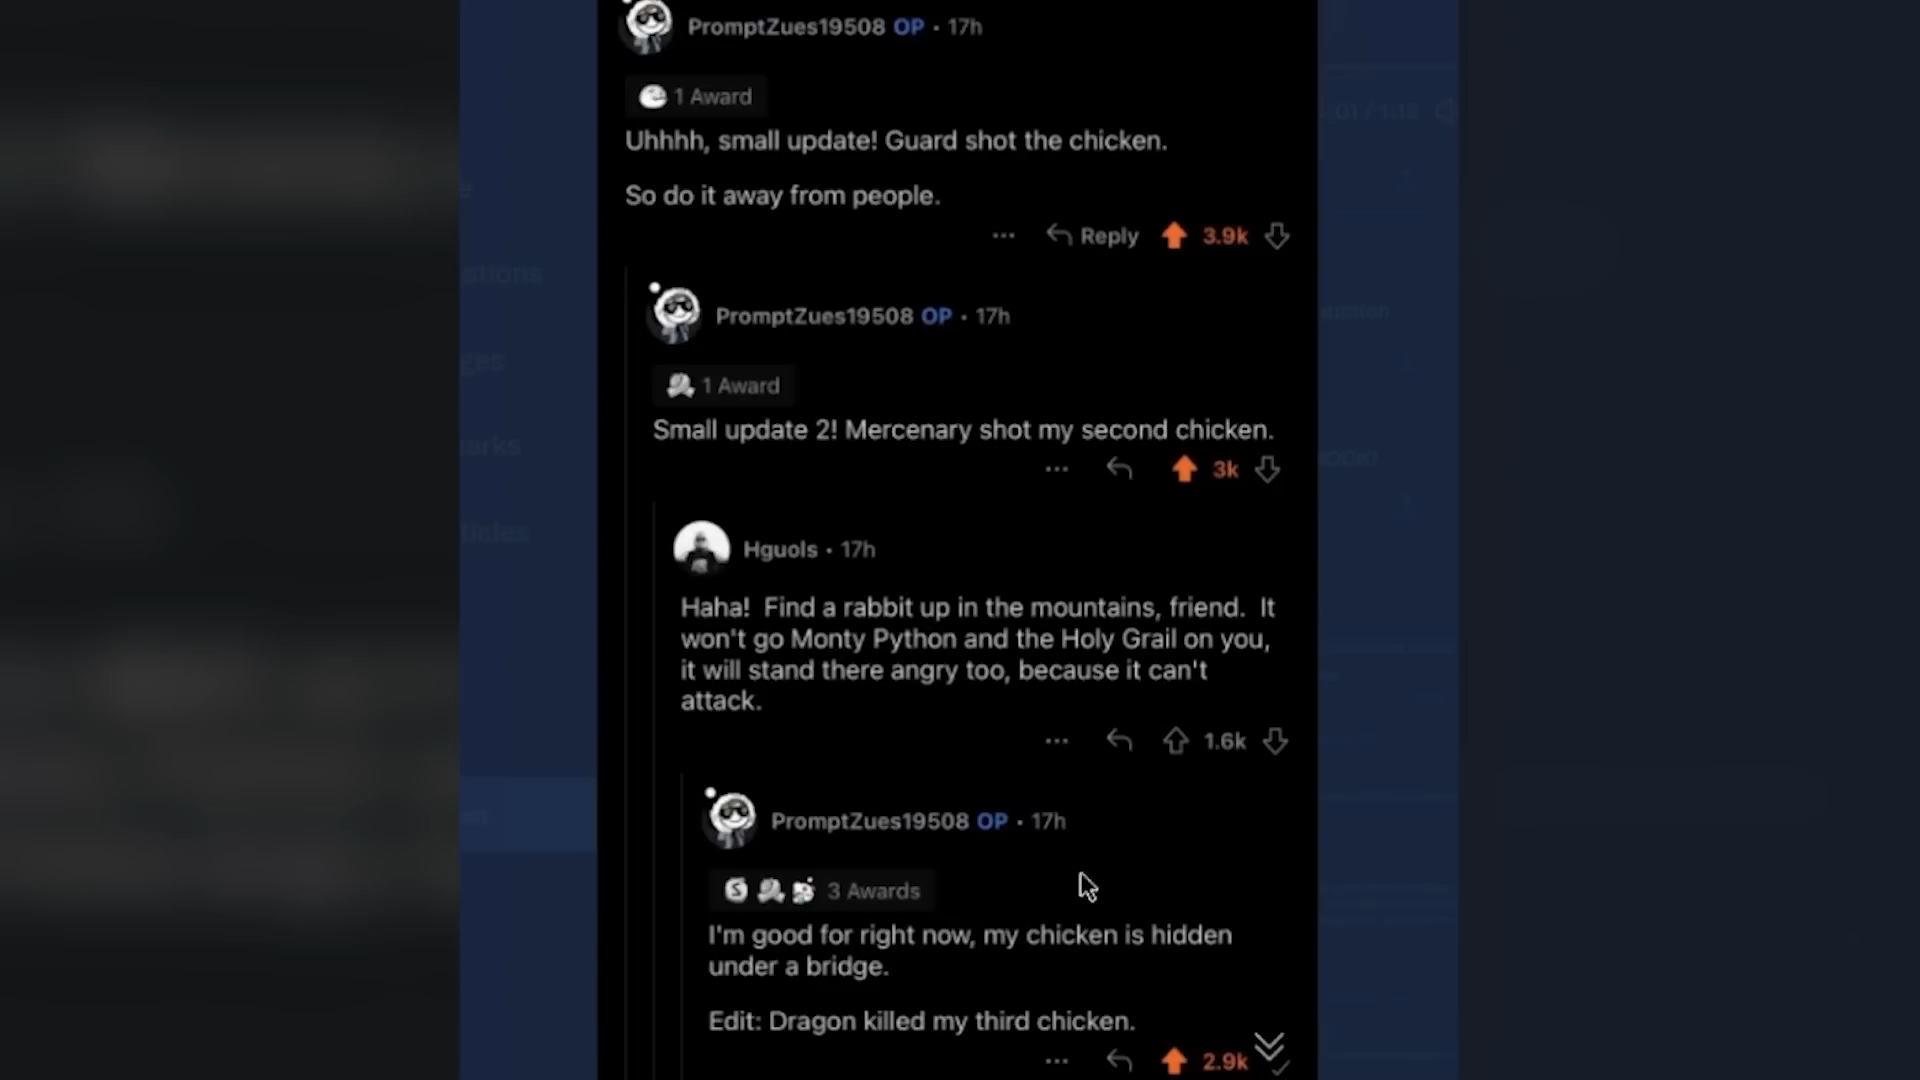 PromptZues19508 OP · 17h
1 Award
Uhhhh, small update! Guard shot the chicken.
So do it away from people.
Reply 3.9k
PromptZues19508 OP · 17h
1 Award
Small update 2! Mercenary shot my second chicken.
3k
Hguols · 17h
Haha!  Find a rabbit up in the mountains, friend.  It
won't go Monty Python and the Holy Grail on you,
it will stand there angry too, because it can't
attack.
1.6k
PromptZues19508 OP · 17h
3 Awards
I'm good for right now, my chicken is hidden
under a bridge.
Edit: Dragon killed my third chicken.
2.9k